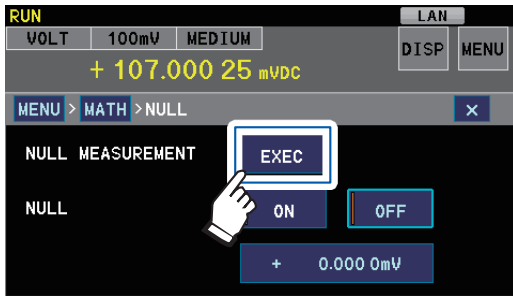 RUN LAN
VOLT 100mV MEDIUM DISP MENU
+ 107.000 25 mVDC
MENU > MATH >NULL ×
NULL MEASUREMENT EXEC
NULL ON OFF
+ 0.000 0mV